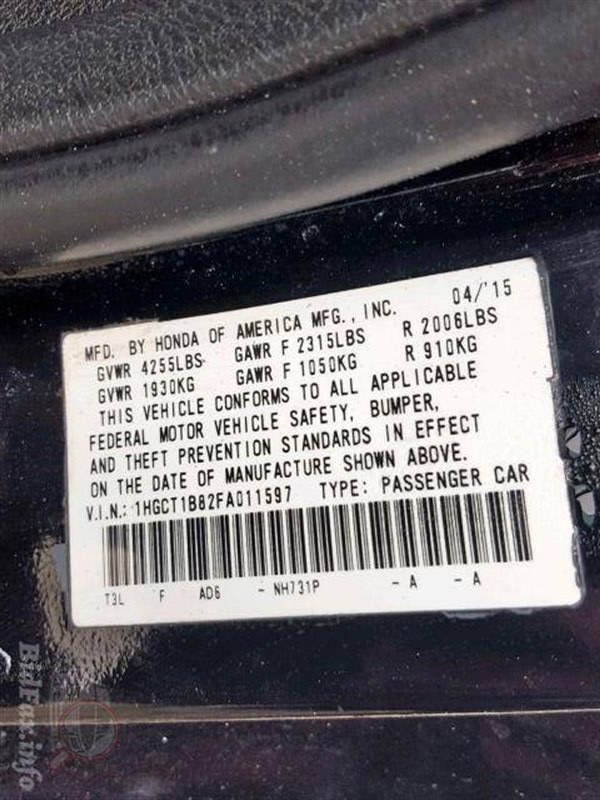 MFD. BY HONDA OF AMERICA MFG., INC. 04/'15
GVWR 4255LBS GAWR F 2315LBS R 2006LBS
GVWR 1930KG GAWR F 1050KG R 910KG
THIS VEHICLE CONFORMS TO ALL APPLICABLE
FEDERAL MOTOR VEHICLE SAFETY, BUMPER,
AND THEFT PREVENTION STANDARDS IN EFFECT
ON THE DATE OF MANUFACTURE SHOWN ABOVE.
V.I.N.: 1HGCT1B82FA011597 TYPE: PASSENGER CAR
T3L F AD6 - NH731P - A - A
BidFax.info